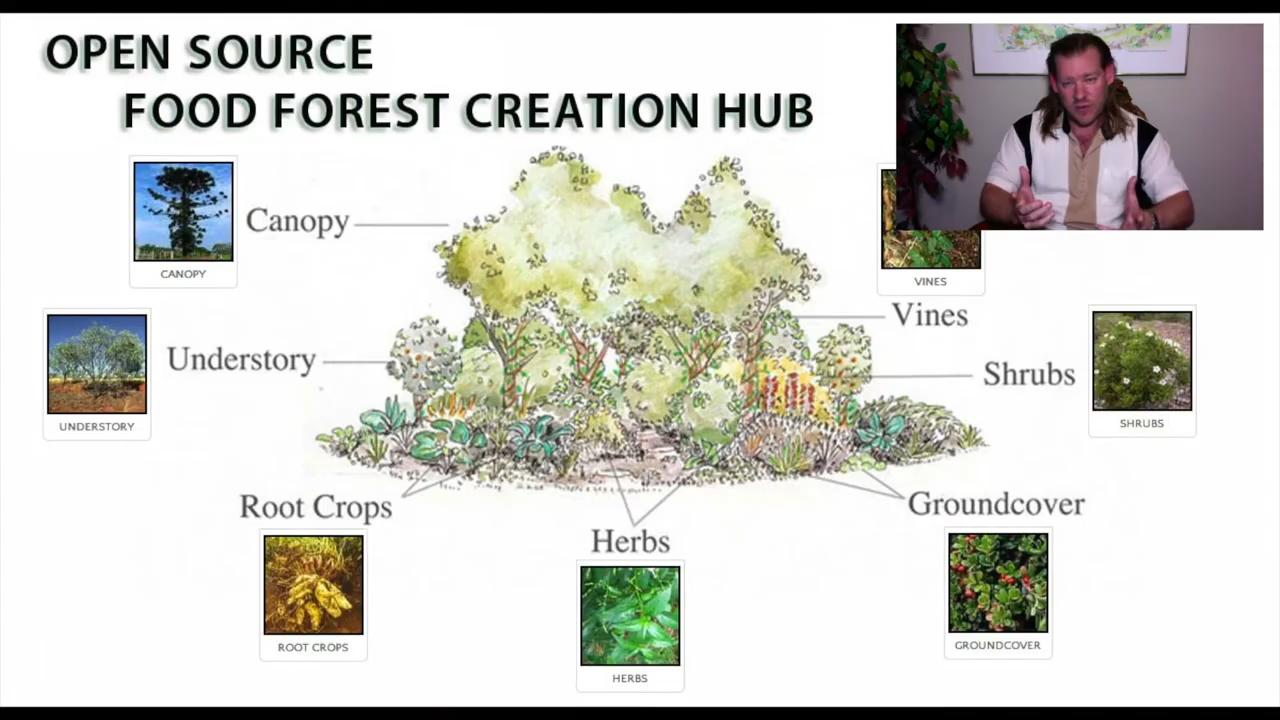 OPEN SOURCE
FOOD FOREST CREATION HUB
Canopy
CANOPY
VINES
Vines
Understory
UNDERSTORY
Shrubs
SHRUBS
Root Crops
ROOT CROPS
Herbs
HERBS
Groundcover
GROUNDCOVER